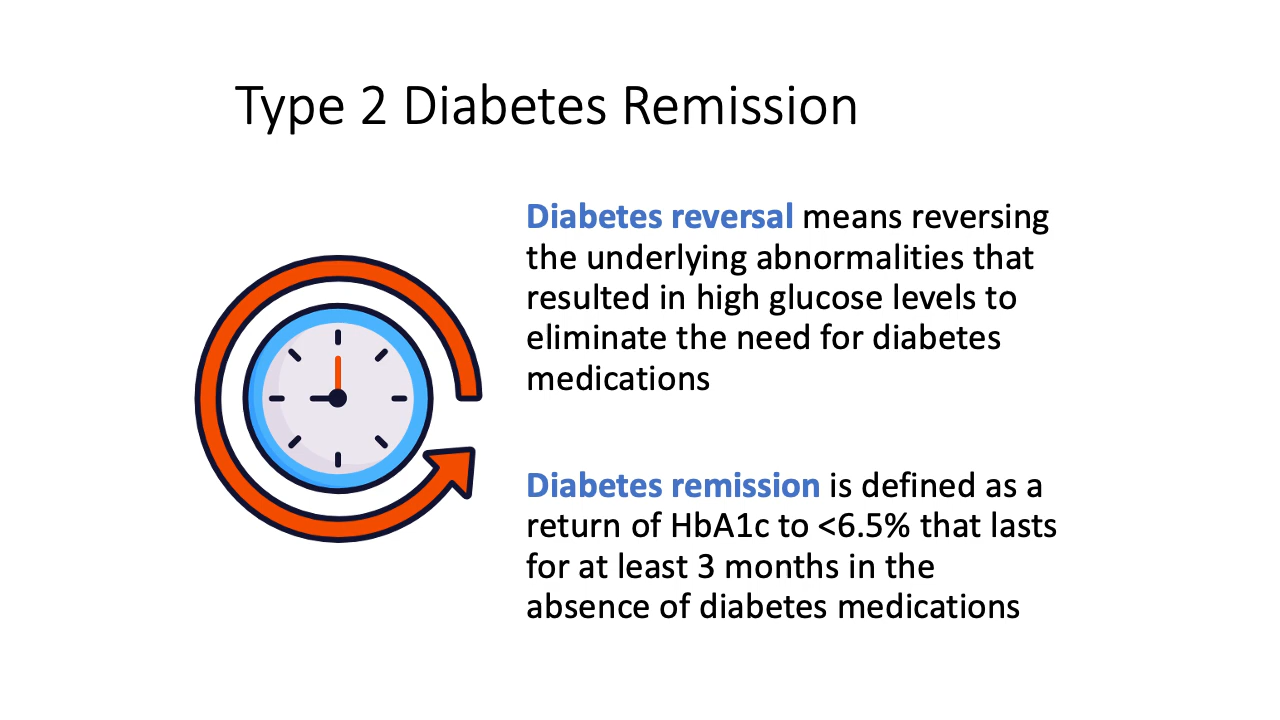 Type 2 Diabetes Remission
Diabetes reversal means reversing
the underlying abnormalities that
resulted in high glucose levels to
eliminate the need for diabetes
medications
Diabetes remission is defined as a
return of HbA1c to <6.5% that lasts
for at least 3 months in the
absence of diabetes medications